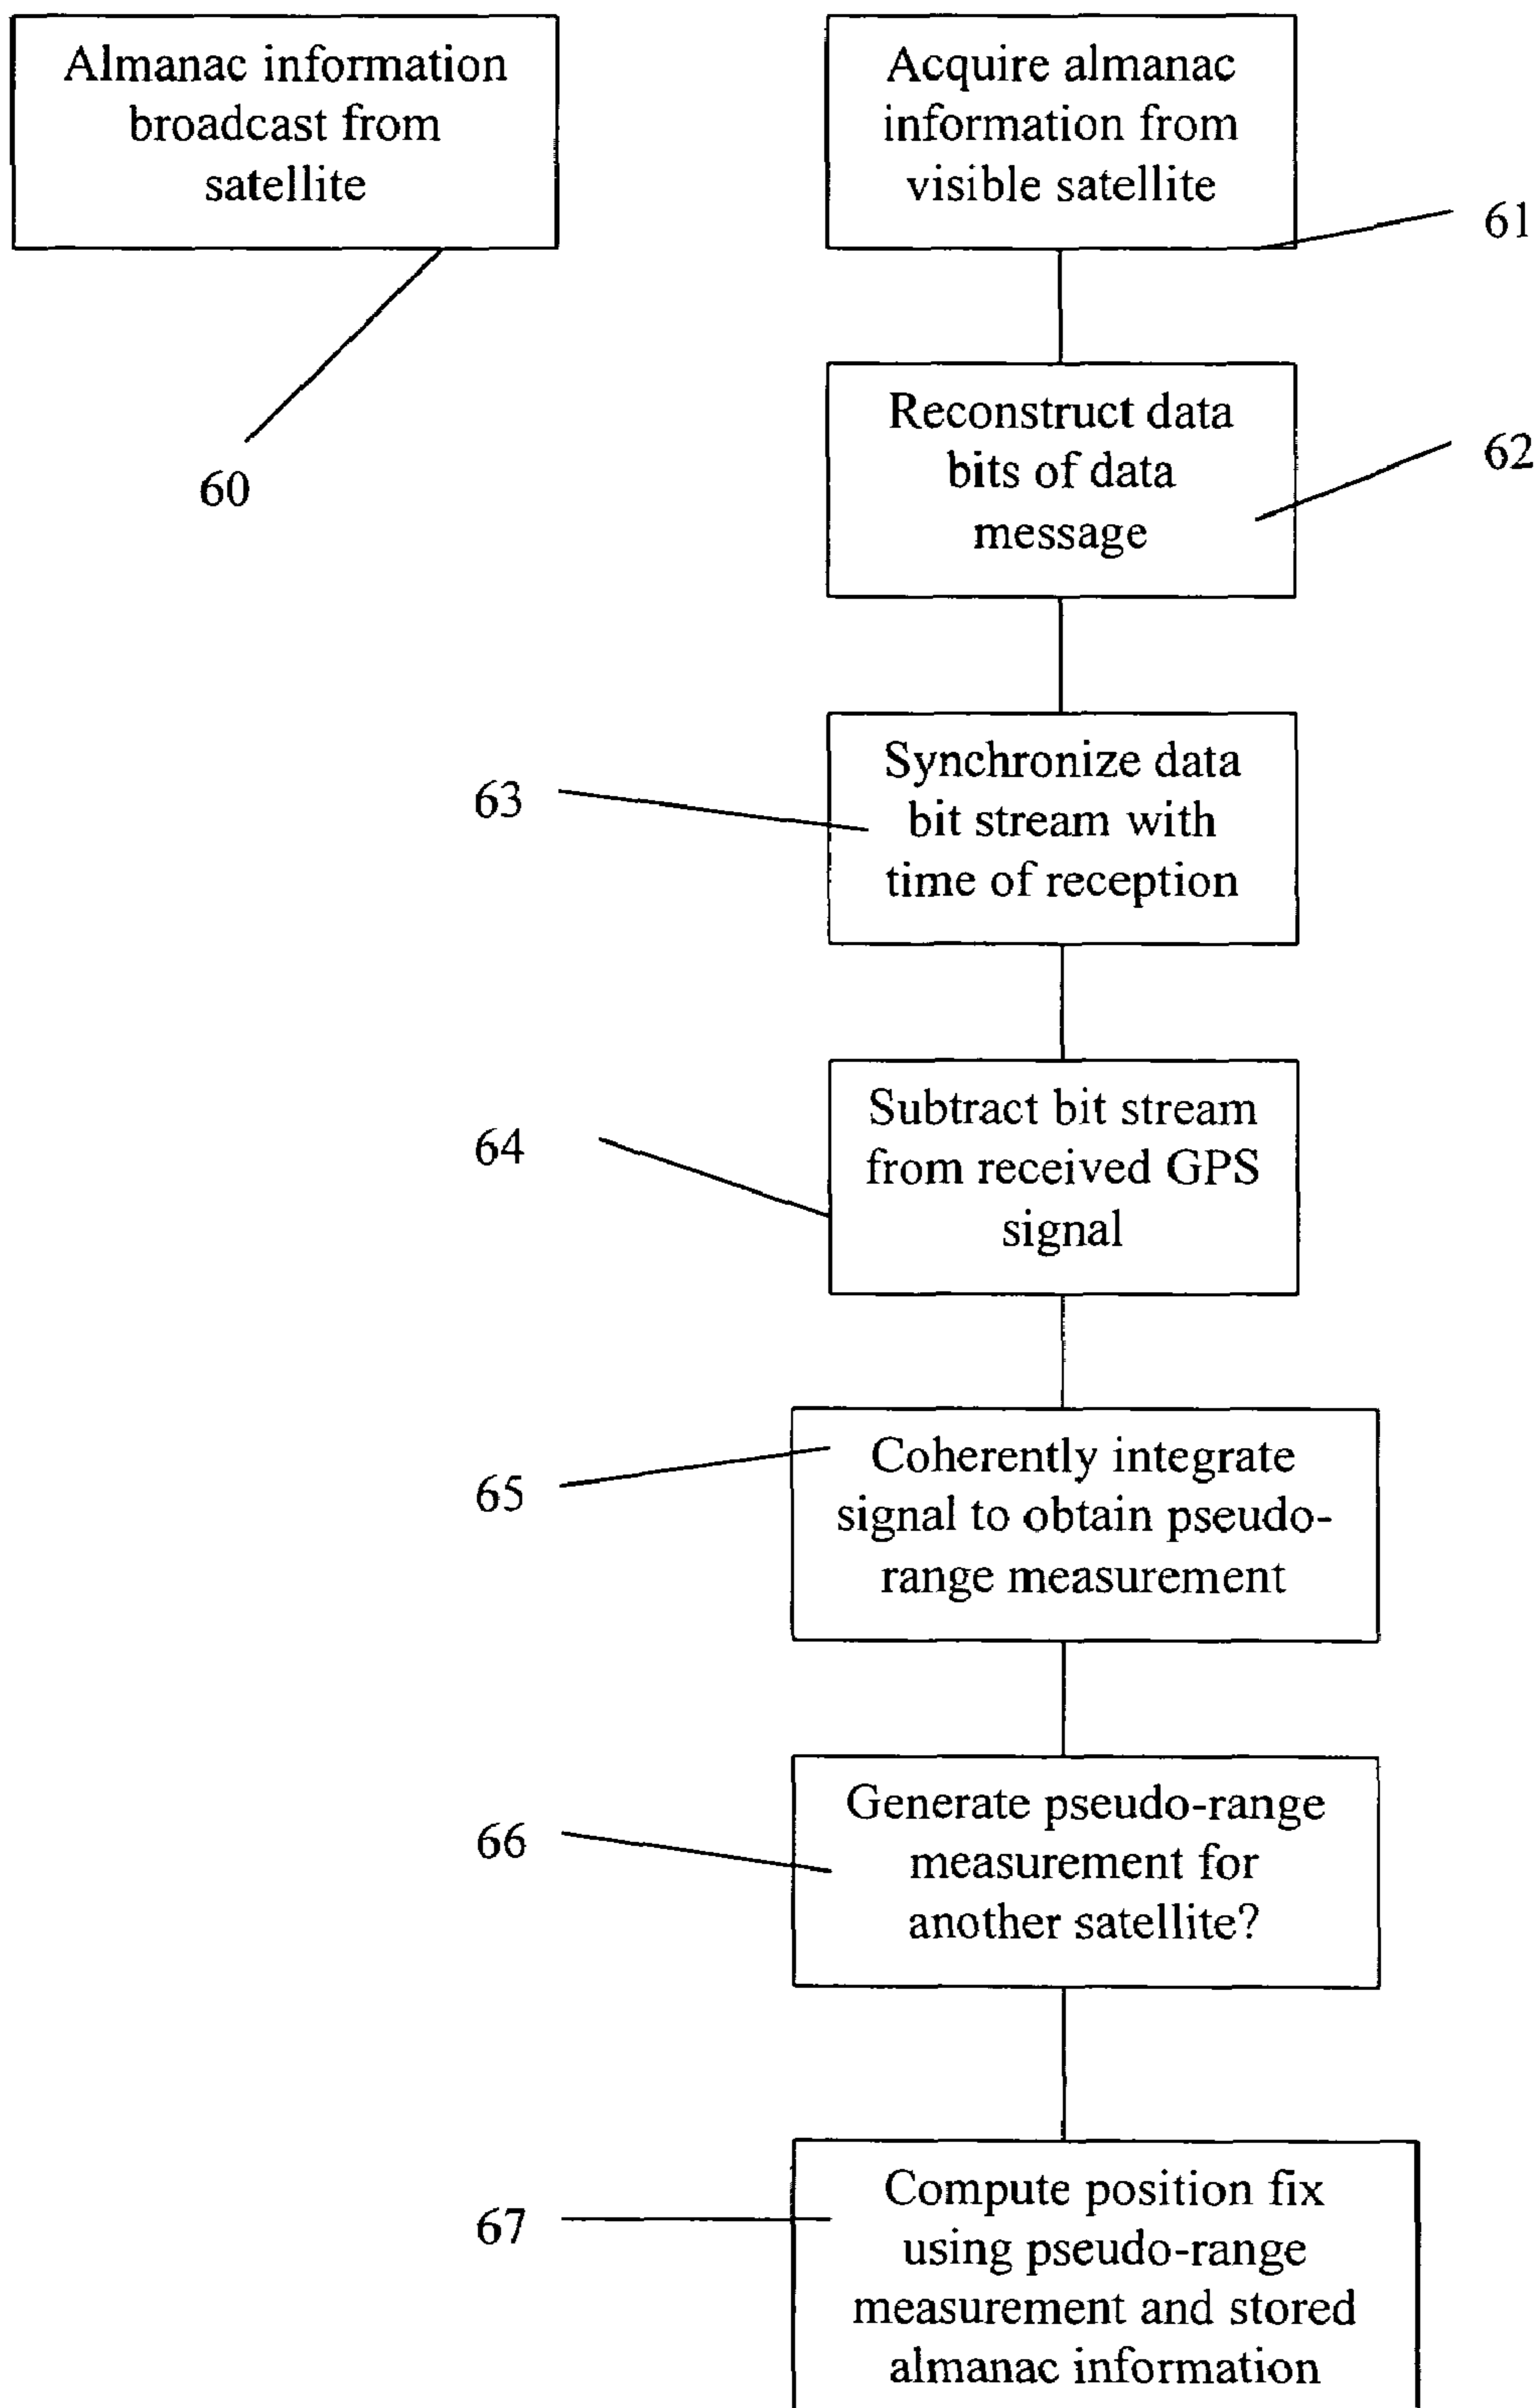 Almanac information
broadcast from
satellite
60
Acquire almanac
information from
visible satellite
61
Reconstruct data
bits of data
message
62
Synchronize data
bit stream with
time of reception
63
Subtract bit stream
from received GPS
signal
64
Coherently integrate
signal to obtain pseudo-
range measurement
65
Generate pseudo-range
measurement for
another satellite?
66
Compute position fix
using pseudo-range
measurement and stored
almanac information
67